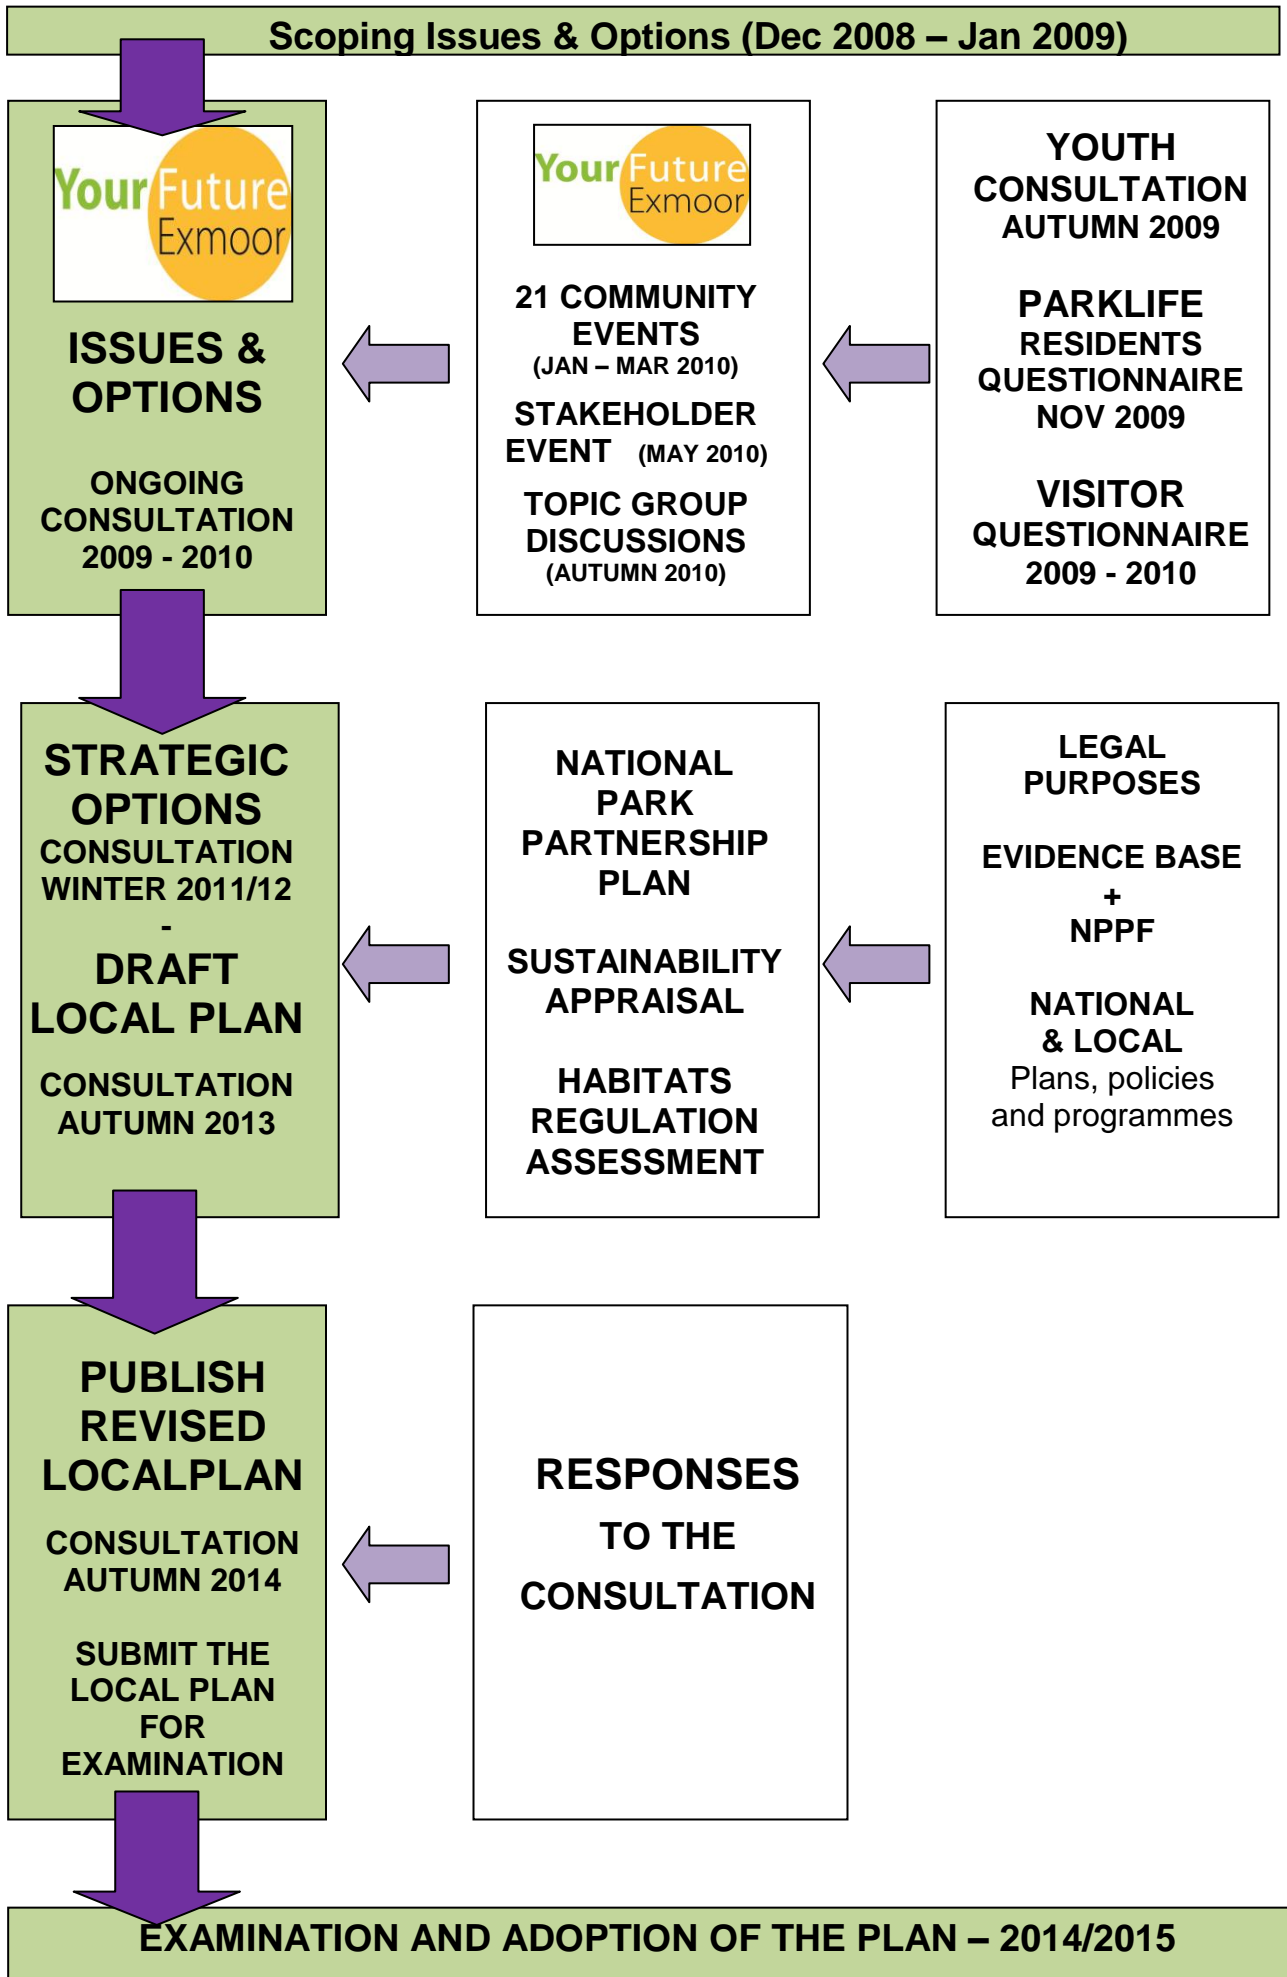 Scoping Issues & Options (Dec 2008 – Jan 2009)
Your Future
Exmoor
ISSUES &
OPTIONS
ONGOING
CONSULTATION
2009 - 2010
Your Future
Exmoor
21 COMMUNITY
EVENTS
(JAN – MAR 2010)
STAKEHOLDER
EVENT (MAY 2010)
TOPIC GROUP
DISCUSSIONS
(AUTUMN 2010)
YOUTH
CONSULTATION
AUTUMN 2009
PARKLIFE
RESIDENTS
QUESTIONNAIRE
NOV 2009
VISITOR
QUESTIONNAIRE
2009 - 2010
STRATEGIC
OPTIONS
CONSULTATION
WINTER 2011/12
-
DRAFT
LOCAL PLAN
CONSULTATION
AUTUMN 2013
NATIONAL
PARK
PARTNERSHIP
PLAN
SUSTAINABILITY
APPRAISAL
HABITATS
REGULATION
ASSESSMENT
LEGAL
PURPOSES
EVIDENCE BASE
+
NPPF
NATIONAL
& LOCAL
Plans, policies
and programmes
PUBLISH
REVISED
LOCALPLAN
CONSULTATION
AUTUMN 2014
SUBMIT THE
LOCAL PLAN
FOR
EXAMINATION
RESPONSES
TO THE
CONSULTATION
EXAMINATION AND ADOPTION OF THE PLAN – 2014/2015